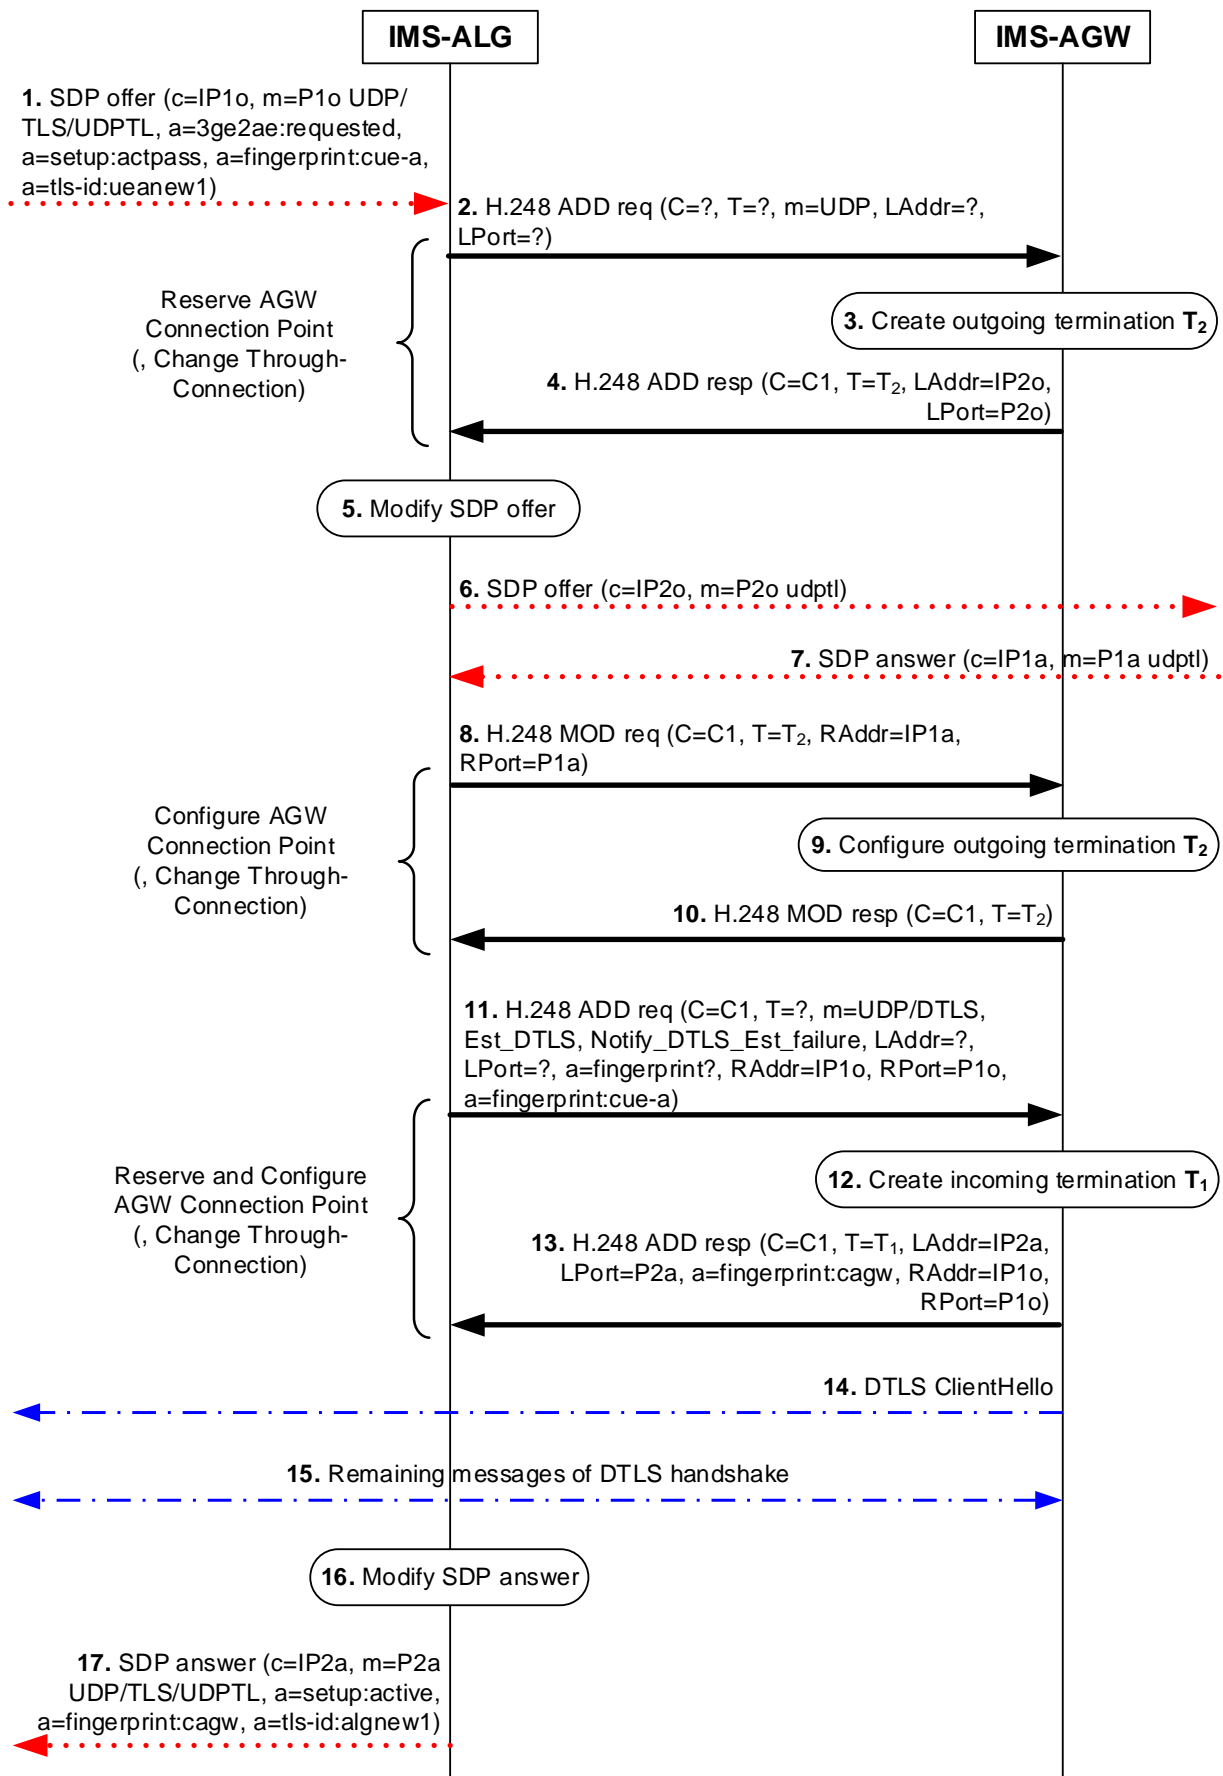 IMS-ALG
IMS-AGW
1. SDP offer (c=IP1o, m=P1o UDP/
TLS/UDPTL, a=3ge2ae:requested,
a=setup:actpass, a=fingerprint:cue-a,
a=tls-id:ueanew1)
2. H.248 ADD req (C=?, T=?, m=UDP, LAddr=?,
LPort=?)
Reserve AGW
Connection Point
(, Change Through-
Connection)
3. Create outgoing termination T2
4. H.248 ADD resp (C=C1, T=T2, LAddr=IP2o,
LPort=P2o)
5. Modify SDP offer
6. SDP offer (c=IP2o, m=P2o udptl)
7. SDP answer (c=IP1a, m=P1a udptl)
8. H.248 MOD req (C=C1, T=T2, RAddr=IP1a,
RPort=P1a)
Configure AGW
Connection Point
(, Change Through-
Connection)
9. Configure outgoing termination T2
10. H.248 MOD resp (C=C1, T=T2)
11. H.248 ADD req (C=C1, T=?, m=UDP/DTLS,
Est_DTLS, Notify_DTLS_Est_failure, LAddr=?,
LPort=?, a=fingerprint?, RAddr=IP1o, RPort=P1o,
a=fingerprint:cue-a)
Reserve and Configure
AGW Connection Point
(, Change Through-
Connection)
12. Create incoming termination T1
13. H.248 ADD resp (C=C1, T=T1, LAddr=IP2a,
LPort=P2a, a=fingerprint:cagw, RAddr=IP1o,
RPort=P1o)
14. DTLS ClientHello
15. Remaining messages of DTLS handshake
16. Modify SDP answer
17. SDP answer (c=IP2a, m=P2a
UDP/TLS/UDPTL, a=setup:active,
a=fingerprint:cagw, a=tls-id:algnew1)